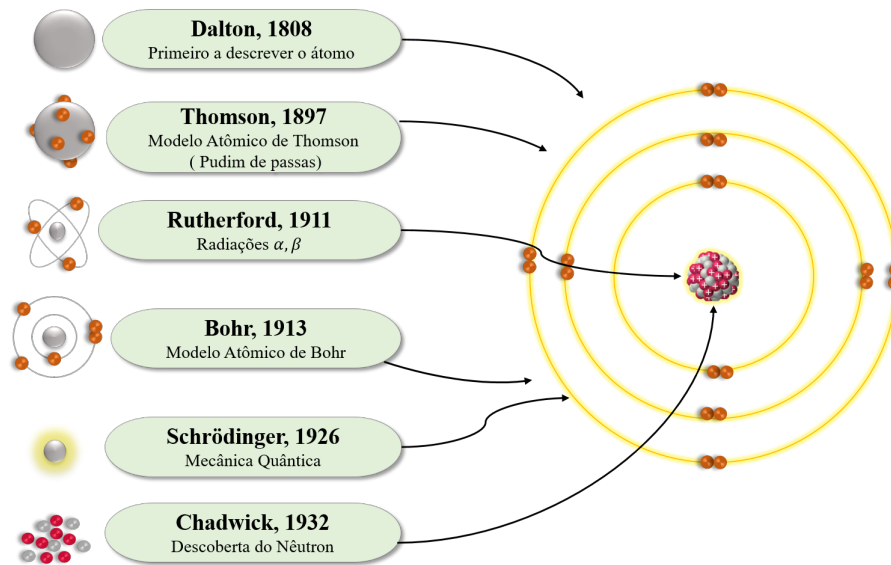 Dalton, 1808
Primeiro a descrever o átomo
Thomson, 1897
Modelo Atômico de Thomson
( Pudim de passas)
Rutherford, 1911
Radiações α, β
Bohr, 1913
Modelo Atômico de Bohr
Schrödinger, 1926
Mecânica Quântica
Chadwick, 1932
Descoberta do Nêutron